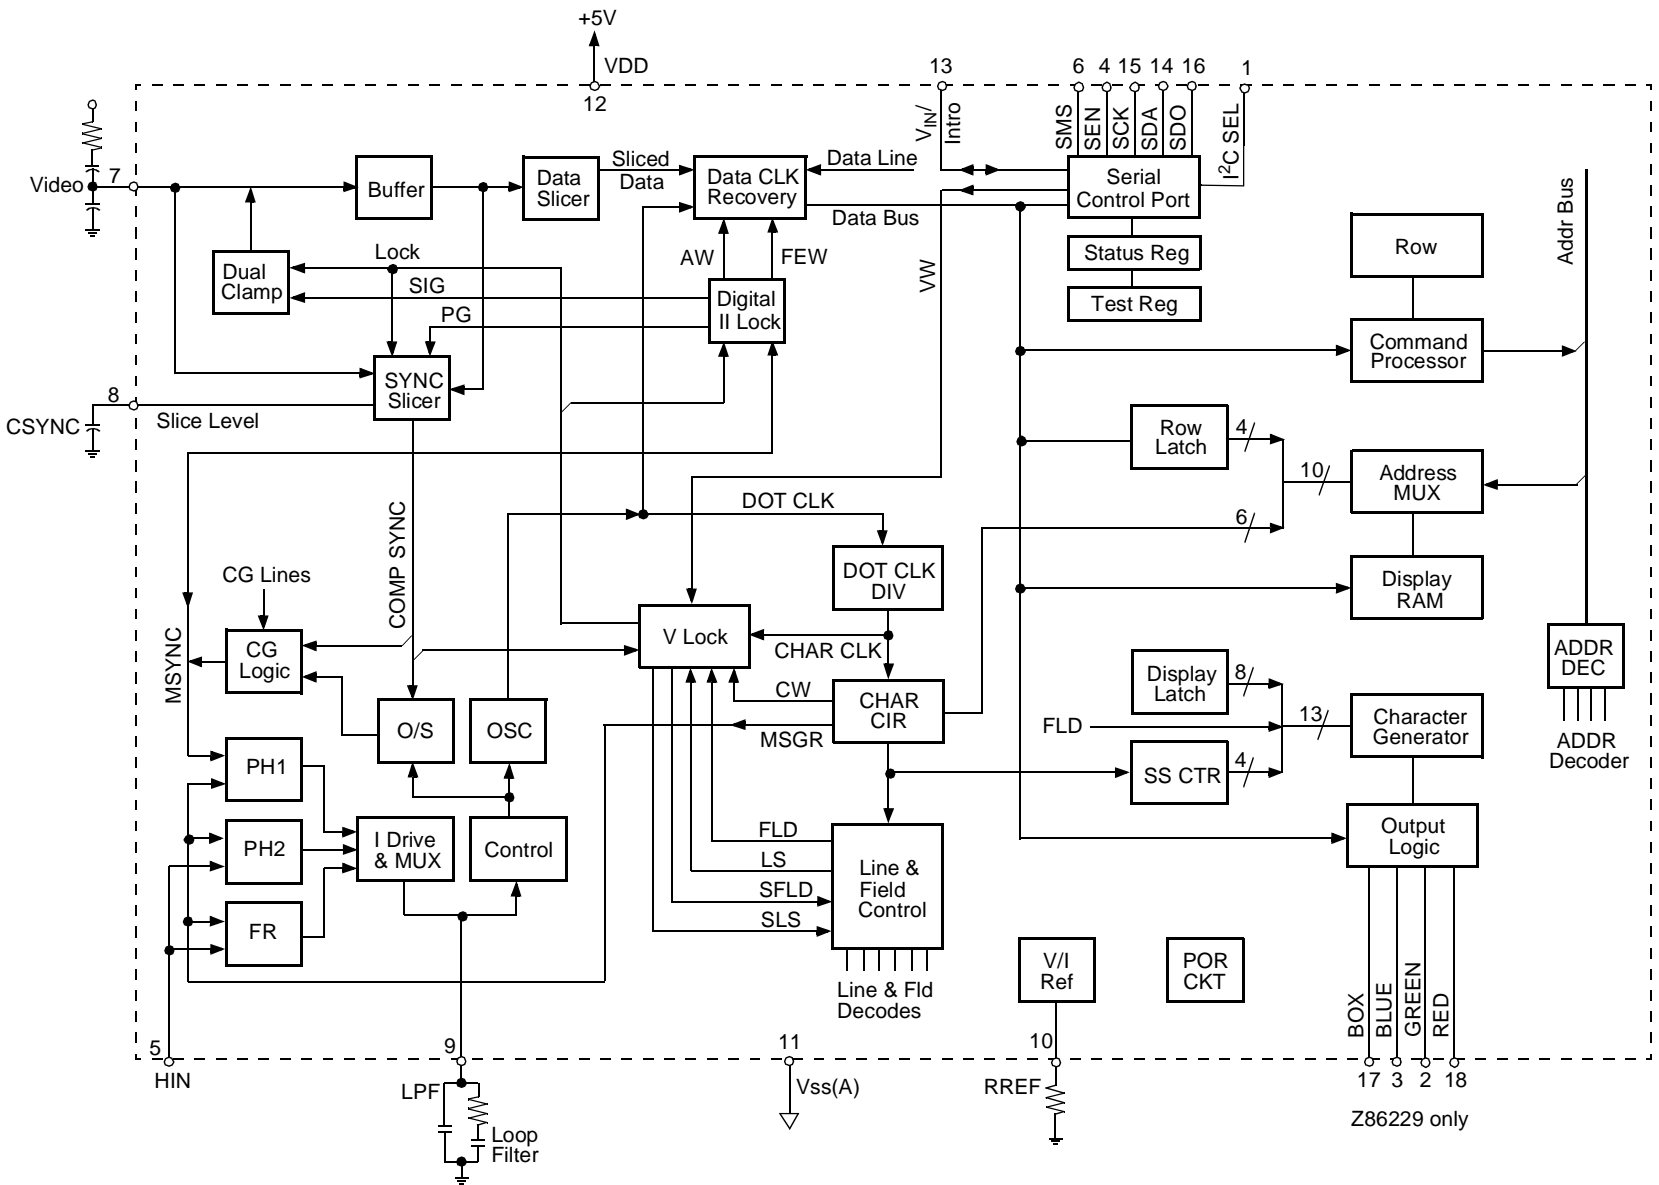 +5V
VDD
12
13
6
4
15
14
16
1
VIN/
Intro
SMS
SEN
SCK
SDA
SDO
I2C SEL
Video
7
Buffer
Data
Slicer
Sliced
Data
Data CLK
Recovery
Data Line
Data Bus
Serial
Control Port
Status Reg
Test Reg
Row
Addr Bus
Command
Processor
Dual
Clamp
Lock
SIG
PG
AW
FEW
Digital
II Lock
VW
SYNC
Slicer
8
CSYNC
Slice Level
Row
Latch
4
10
6
Address
MUX
DOT CLK
DOT CLK
DIV
Display
RAM
COMP SYNC
CG Lines
MSYNC
CG
Logic
V Lock
CHAR CLK
CW
CHAR
CIR
MSGR
ADDR
DEC
ADDR
Decoder
Display
Latch
8
FLD
13
SS CTR
4
Character
Generator
O/S
OSC
PH1
PH2
FR
I Drive
& MUX
Control
FLD
LS
SFLD
SLS
Line &
Field
Control
Line & Fld
Decodes
Output
Logic
V/I
Ref
POR
CKT
BOX
BLUE
GREEN
RED
5
HIN
9
LPF
Loop
Filter
11
Vss(A)
10
RREF
17
3
2
18
Z86229 only